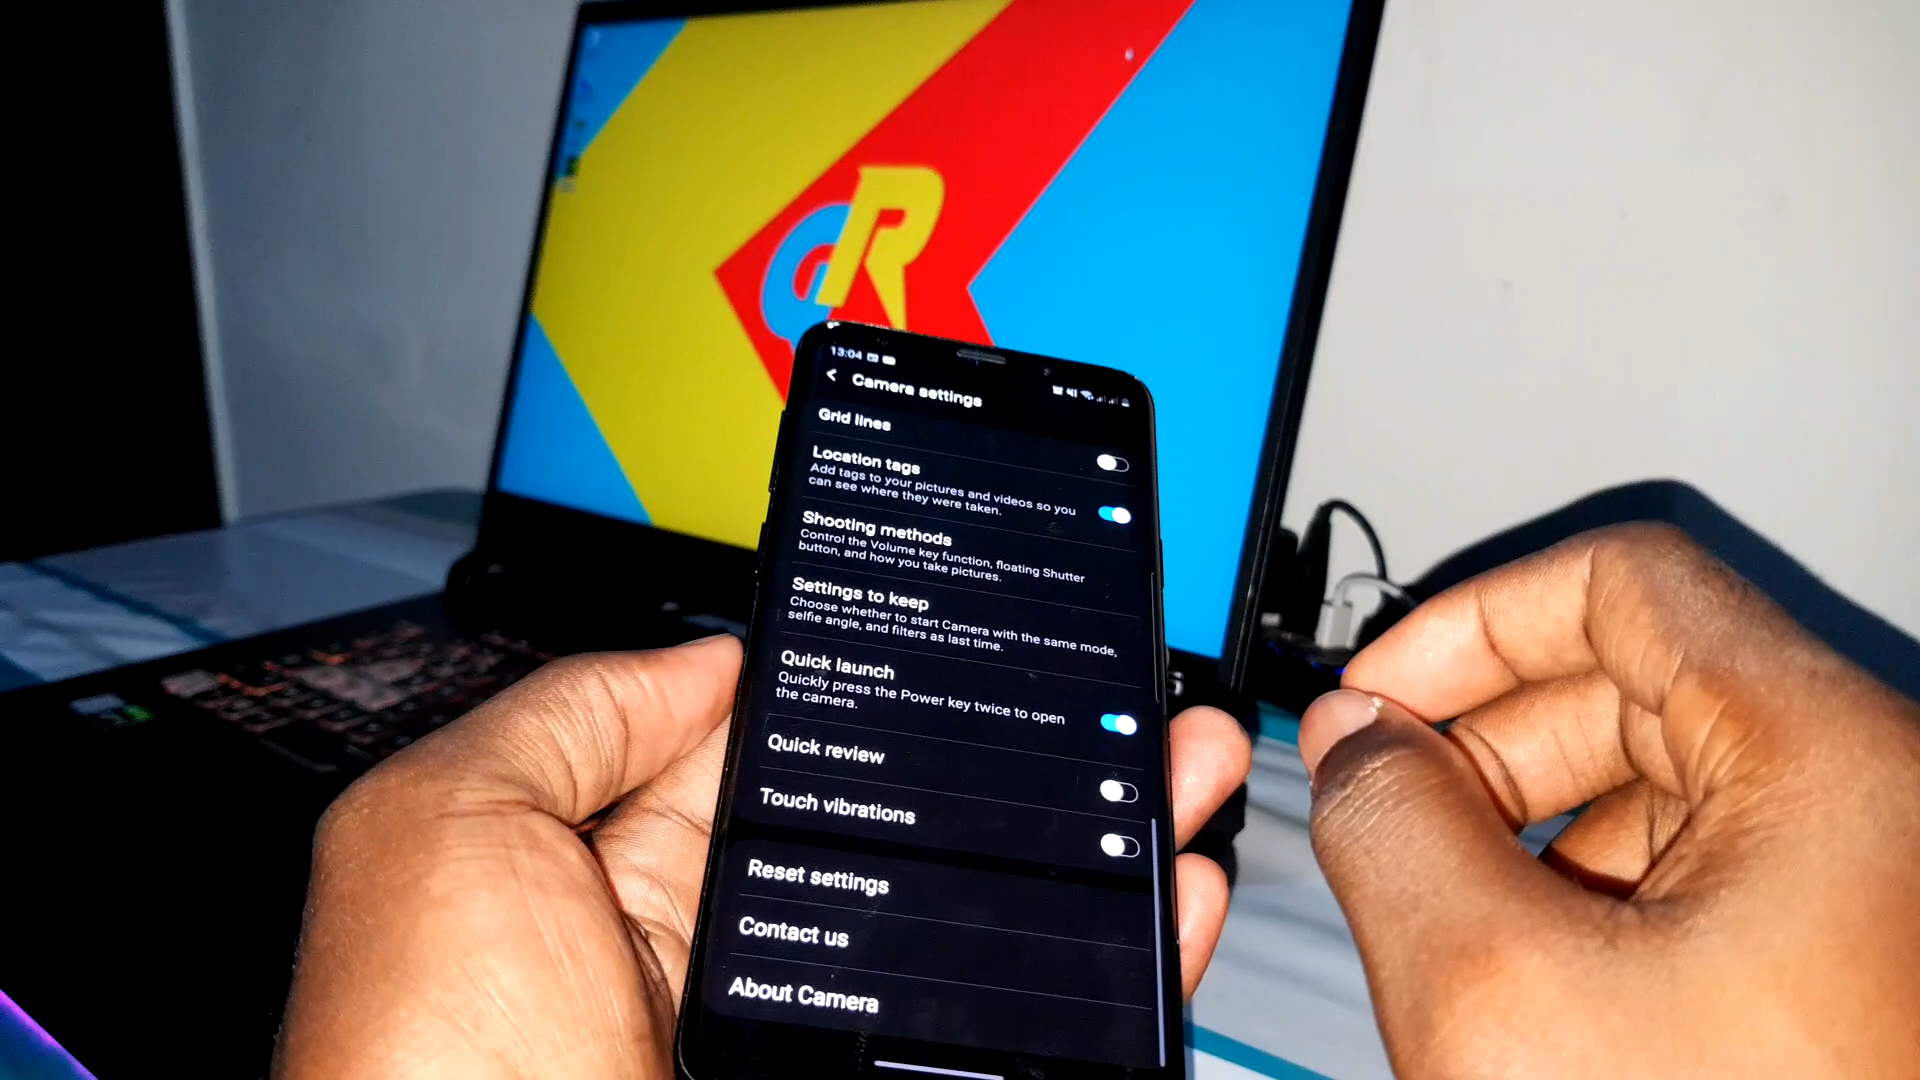 R
13:04
Camera settings
Grid lines
Location tags
Add tags to your pictures and videos so you
can see where they were taken.
Shooting methods
Control the Volume key function, floating Shutter
button, and how you take pictures.
Settings to keep
Choose whether to start Camera with the same mode,
selfie angle, and filters as last time.
Quick launch
Quickly press the Power key twice to open
the camera.
Quick review
Touch vibrations
Reset settings
Contact us
About Camera